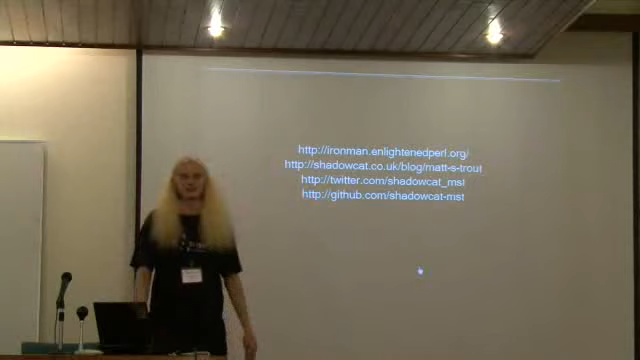 http://ironman.enlightenedperl.org/
http://shadowcat.co.uk/blog/matt-s-trout
http://twitter.com/shadowcat_mst
http://github.com/shadowcat-mst